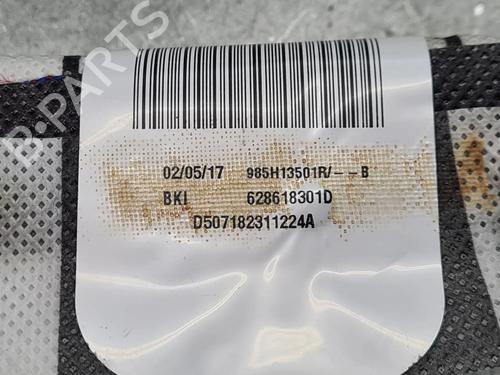 B-PARTS
02/05/17 985H13501R/--B
BKI 628618301D
D507182311224A